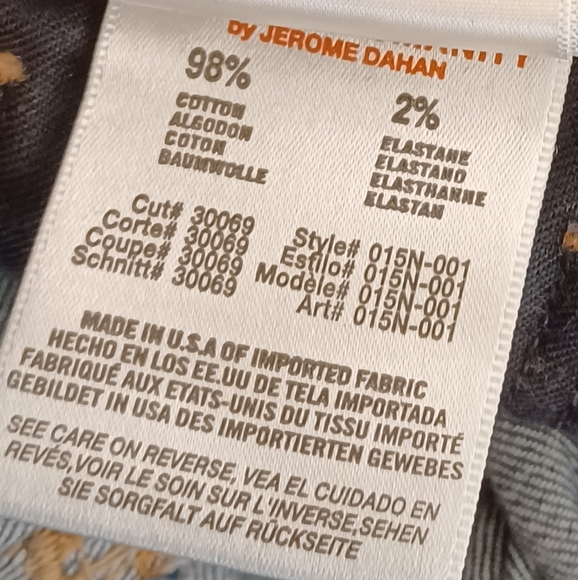 by JEROME DAHAN
98%
COTTON
ALGODON
COTON
BAUMWOLLE
2%
ELASTANE
ELASTANO
ELASTHANNE
ELASTAN
Cut# 30069
Corte# 30069
Coupe# 30069
Schnitt# 30069
Style# 015N-001
Estilo# 015N-001
Modèle# 015N-001
Art# 015N-001
MADE IN U.S.A OF IMPORTED FABRIC
HECHO EN LOS EE.UU DE TELA IMPORTADA
FABRIQUÉ AUX ETATS-UNIS DU TISSU IMPORTÉ
GEBILDET IN USA DES IMPORTIERTEN GEWEBES
SEE CARE ON REVERSE, VEA EL CUIDADO EN
REVÉS,VOIR LE SOIN SUR L'INVERSE,SEHEN
SIE SORGFALT AUF RÜCKSEITE